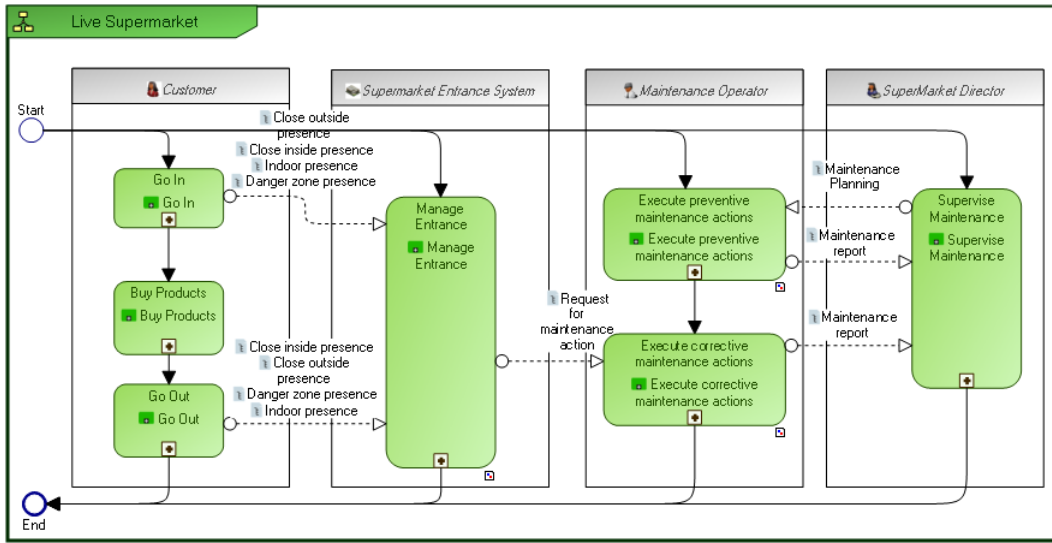 Live Supermarket
Customer
Supermarket Entrance System
Maintenance Operator
SuperMarket Director
Start
Close outside
presence
Close inside presence
Indoor presence
Danger zone presence
Go In
Go In
Manage
Entrance
Manage
Entrance
Execute preventive
maintenance actions
Execute preventive
maintenance actions
Maintenance
Planning
Maintenance
report
Supervise
Maintenance
Supervise
Maintenance
Buy Products
Buy Products
Request
for
maintenance
action
Maintenance
report
Execute corrective
maintenance actions
Execute corrective
maintenance actions
Close inside presence
Close outside
presence
Danger zone presence
Indoor presence
Go Out
Go Out
End